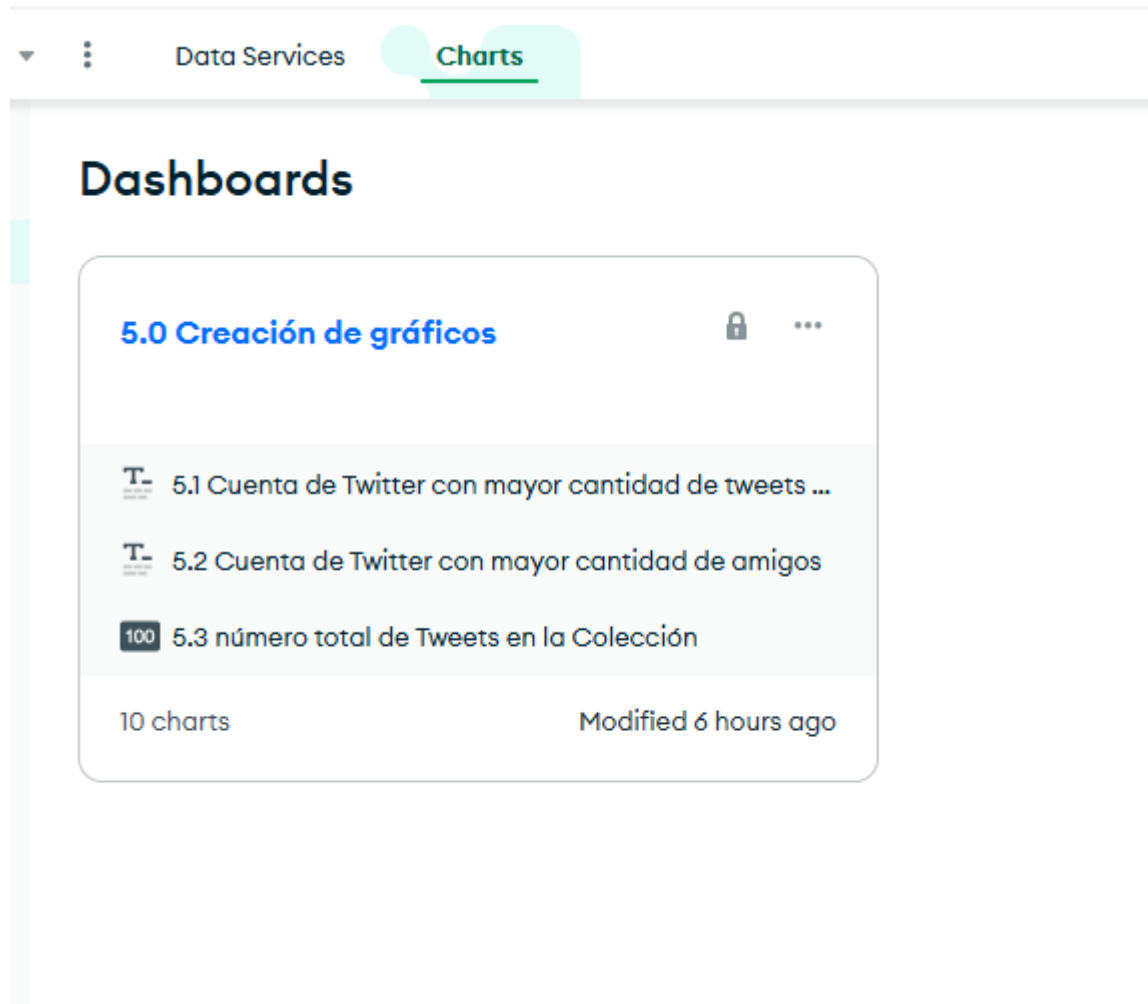 Data Services Charts
Dashboards
5.0 Creación de gráficos
T 5.1 Cuenta de Twitter con mayor cantidad de tweets ...
T 5.2 Cuenta de Twitter con mayor cantidad de amigos
100 5.3 número total de Tweets en la Colección
10 charts Modified 6 hours ago